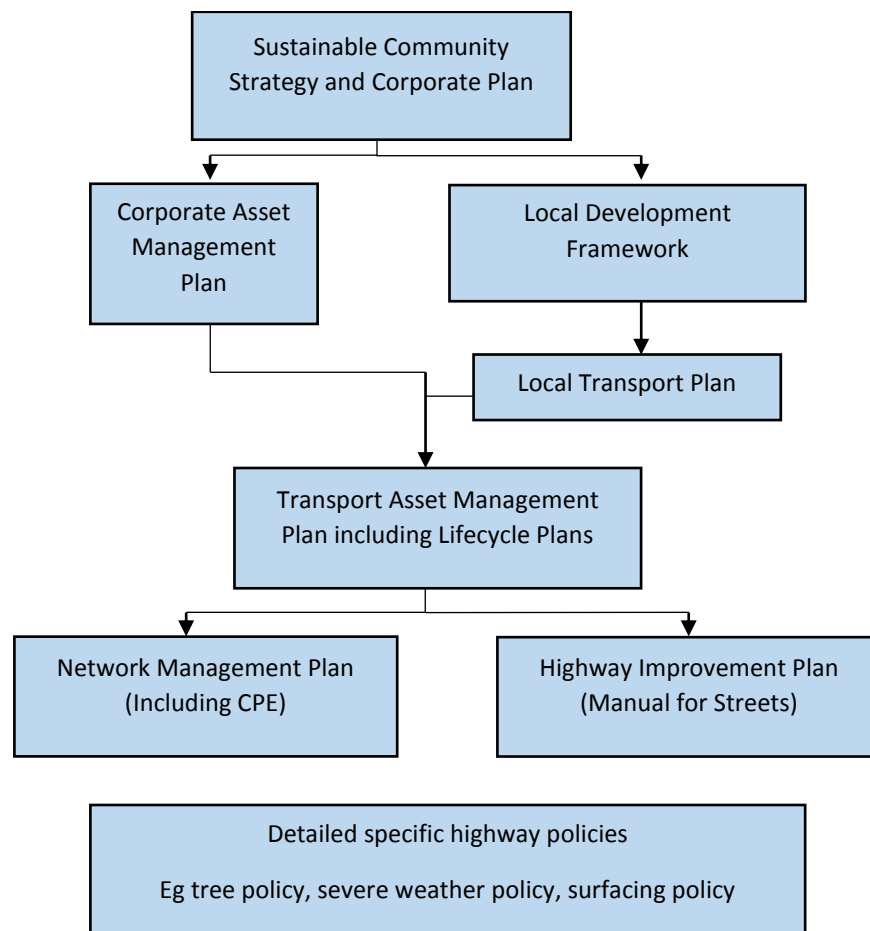 Sustainable Community
Strategy and Corporate Plan
Corporate Asset
Management
Plan
Local Development
Framework
Local Transport Plan
Transport Asset Management
Plan including Lifecycle Plans
Network Management Plan
(Including CPE)
Highway Improvement Plan
(Manual for Streets)
Detailed specific highway policies
Eg tree policy, severe weather policy, surfacing policy